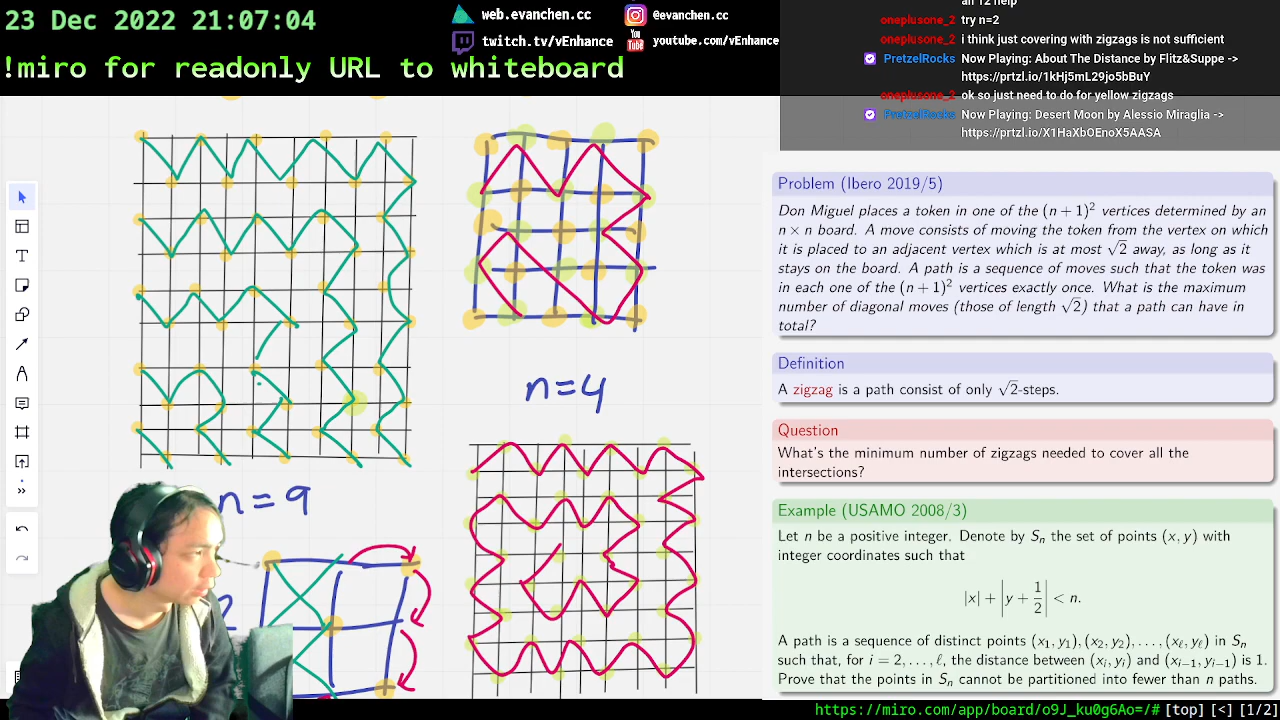 23 Dec 2022 21:07:04
!miro for readonly URL to whiteboard
web.evanchen.cc
@evanchen.cc
twitch.tv/vEnhance
youtube.com/vEnhance
oneplusone_2 try n=2
oneplusone_2 i think just covering with zigzags is not sufficient
PretzelRocks Now Playing: About The Distance by Flitz&Suppe ->
https://prtzl.io/1kHj5mL29jo5bBuY
oneplusone_2 ok so just need to do for yellow zigzags
PretzelRocks Now Playing: Desert Moon by Alessio Miraglia ->
https://prtzl.io/X1HaXbOEnoX5AASA
n=4
n=9
2
Problem (Ibero 2019/5)
Don Miguel places a token in one of the (n + 1)² vertices determined by an
n × n board. A move consists of moving the token from the vertex on which
it is placed to an adjacent vertex which is at most √2 away, as long as it
stays on the board. A path is a sequence of moves such that the token was
in each one of the (n + 1)² vertices exactly once. What is the maximum
number of diagonal moves (those of length √2) that a path can have in
total?
Definition
A zigzag is a path consist of only √2-steps.
Question
What's the minimum number of zigzags needed to cover all the
intersections?
Example (USAMO 2008/3)
Let n be a positive integer. Denote by Sₙ the set of points (x, y) with
integer coordinates such that
|x| + |y + 1/2| < n.
A path is a sequence of distinct points (x₁, y₁), (x₂, y₂), . . . , (xℓ, yℓ) in Sₙ
such that, for i = 2, . . . , ℓ, the distance between (xᵢ, yᵢ) and (xᵢ₋₁, yᵢ₋₁) is 1.
Prove that the points in Sₙ cannot be partitioned into fewer than n paths.
https://miro.com/app/board/o9J_ku0g6Ao=/# [top] [<] [1/2]